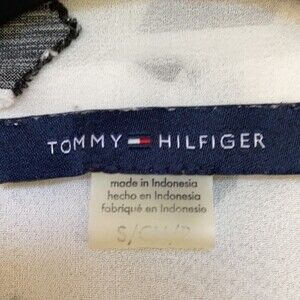 TOMMY HILFIGER
made in Indonesia
hecho en Indonesia
fabriqué en Indonesie